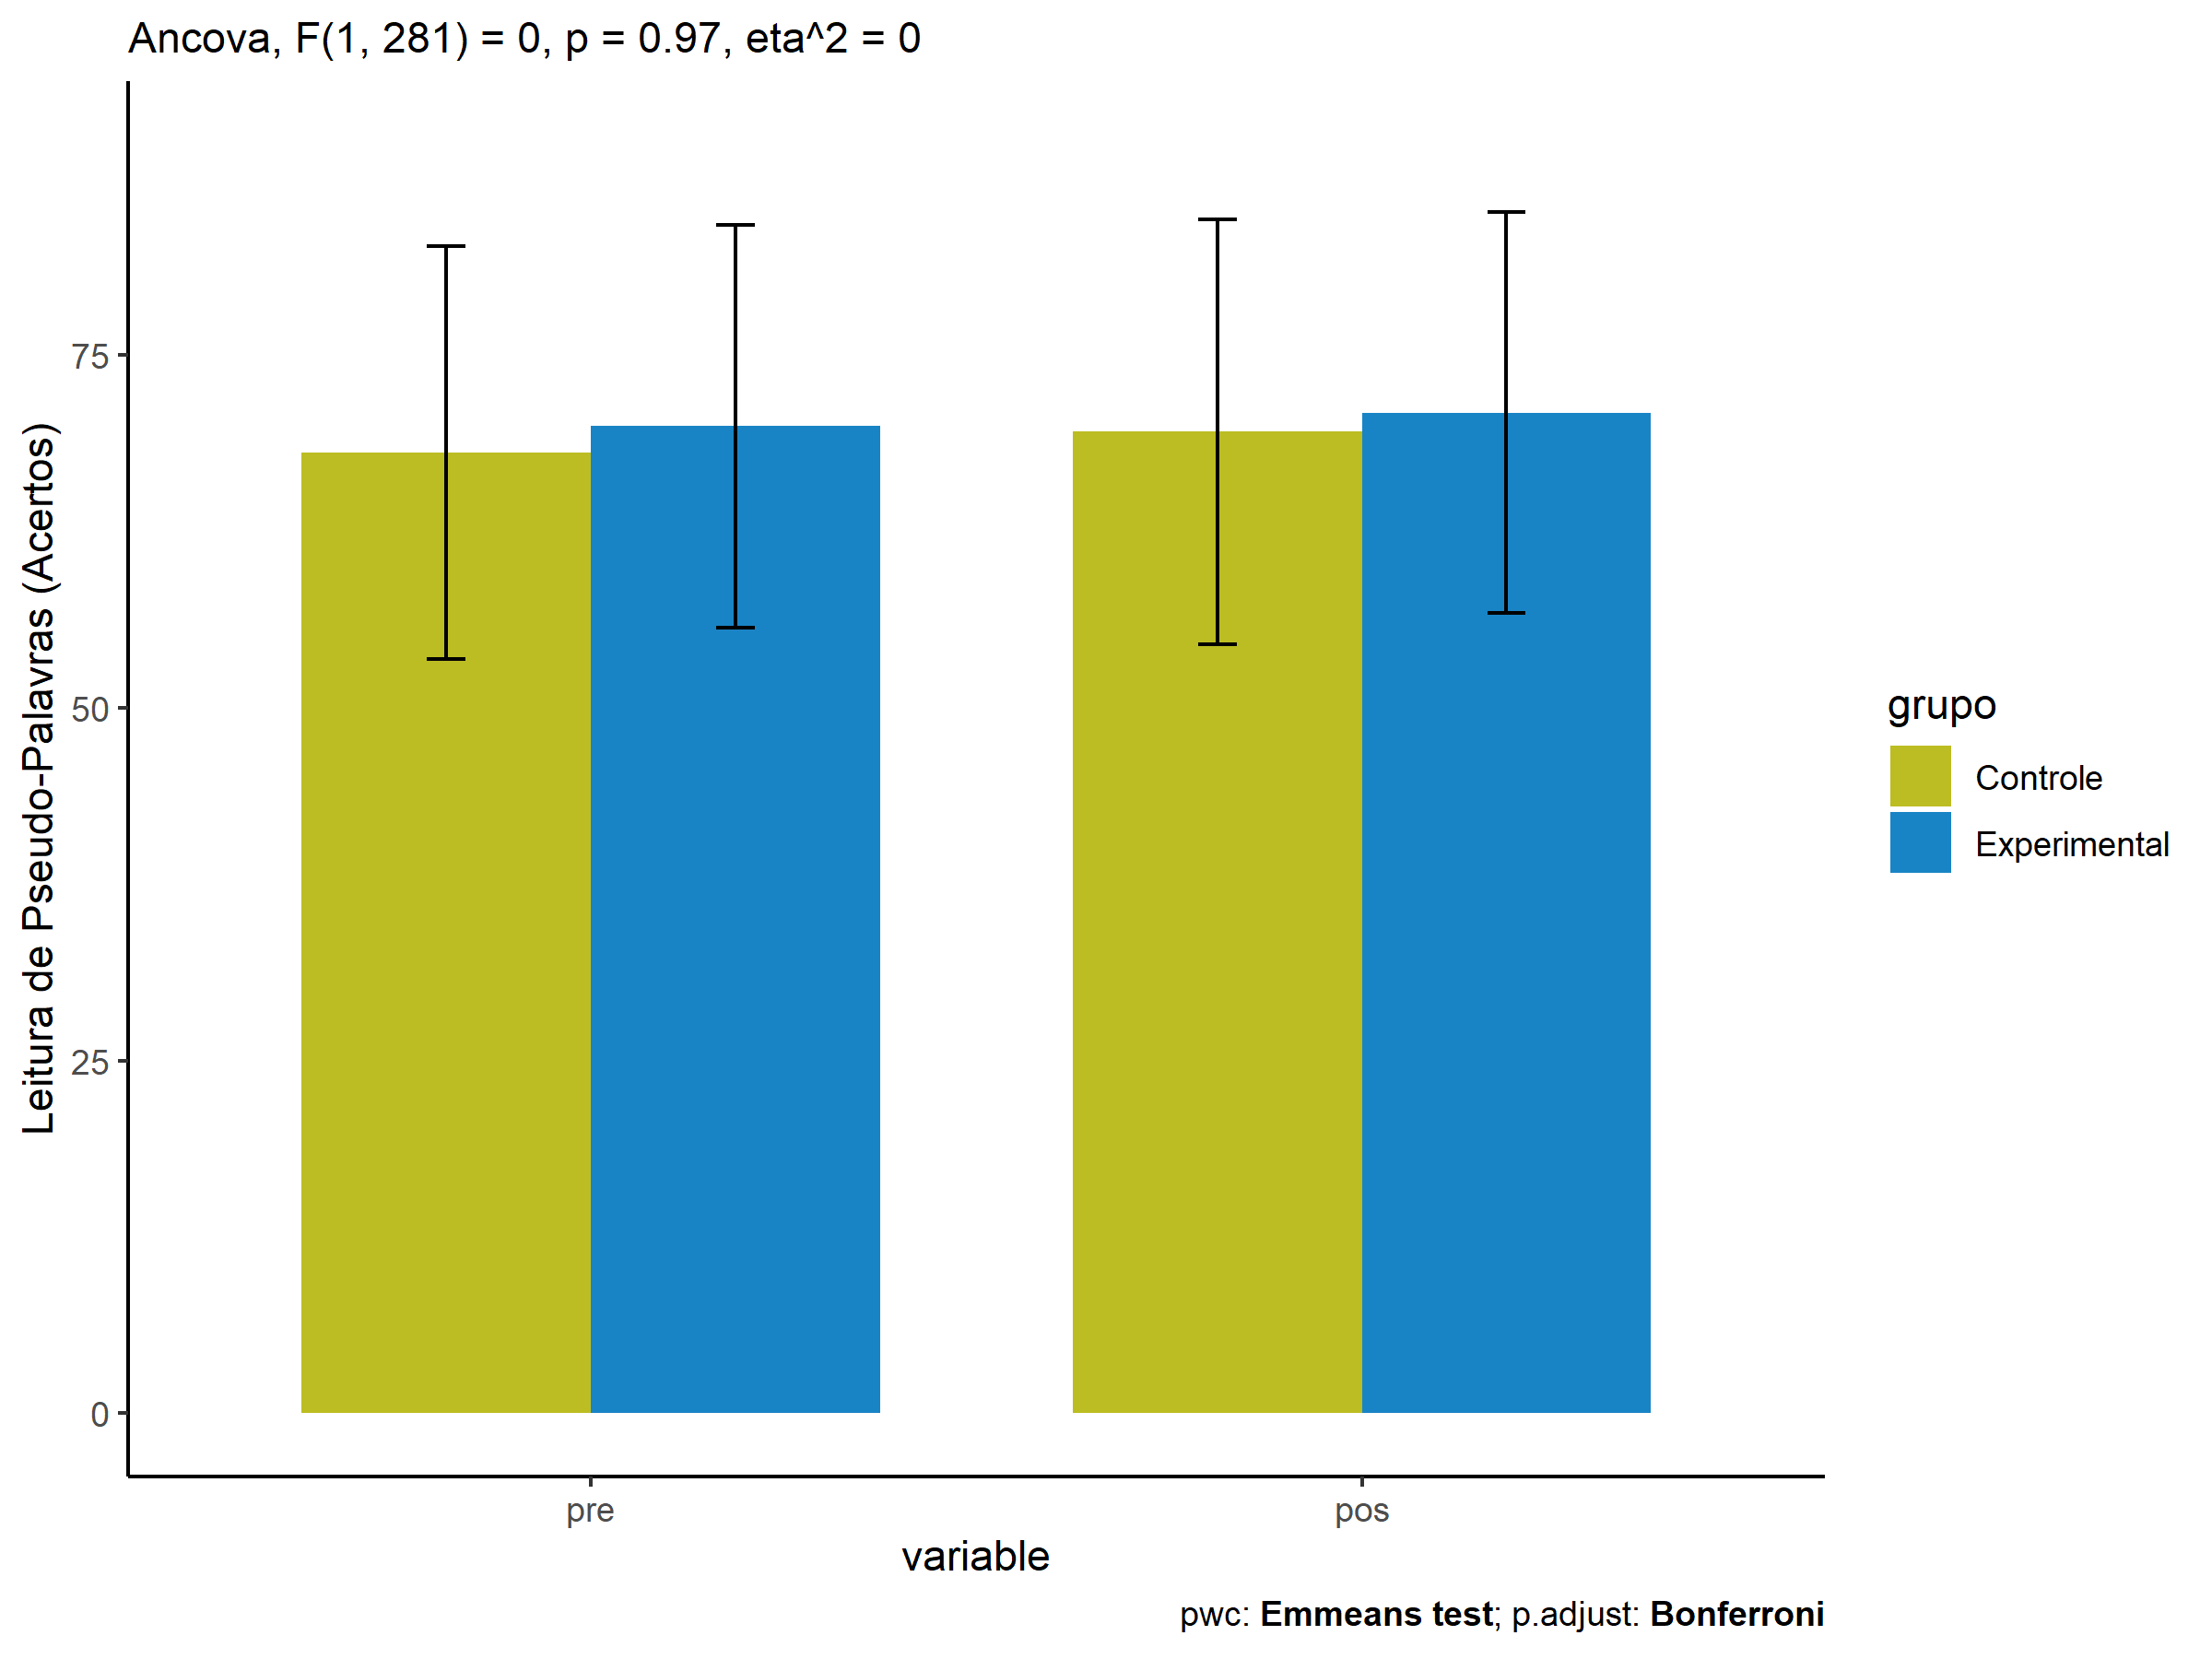 Ancova, F(1, 281) = 0, p = 0.97, eta^2 = 0
Leitura de Pseudo-Palavras (Acertos)
75
50
25
0
pre
pos
variable
grupo
Controle
Experimental
pwc: Emmeans test; p.adjust: Bonferroni